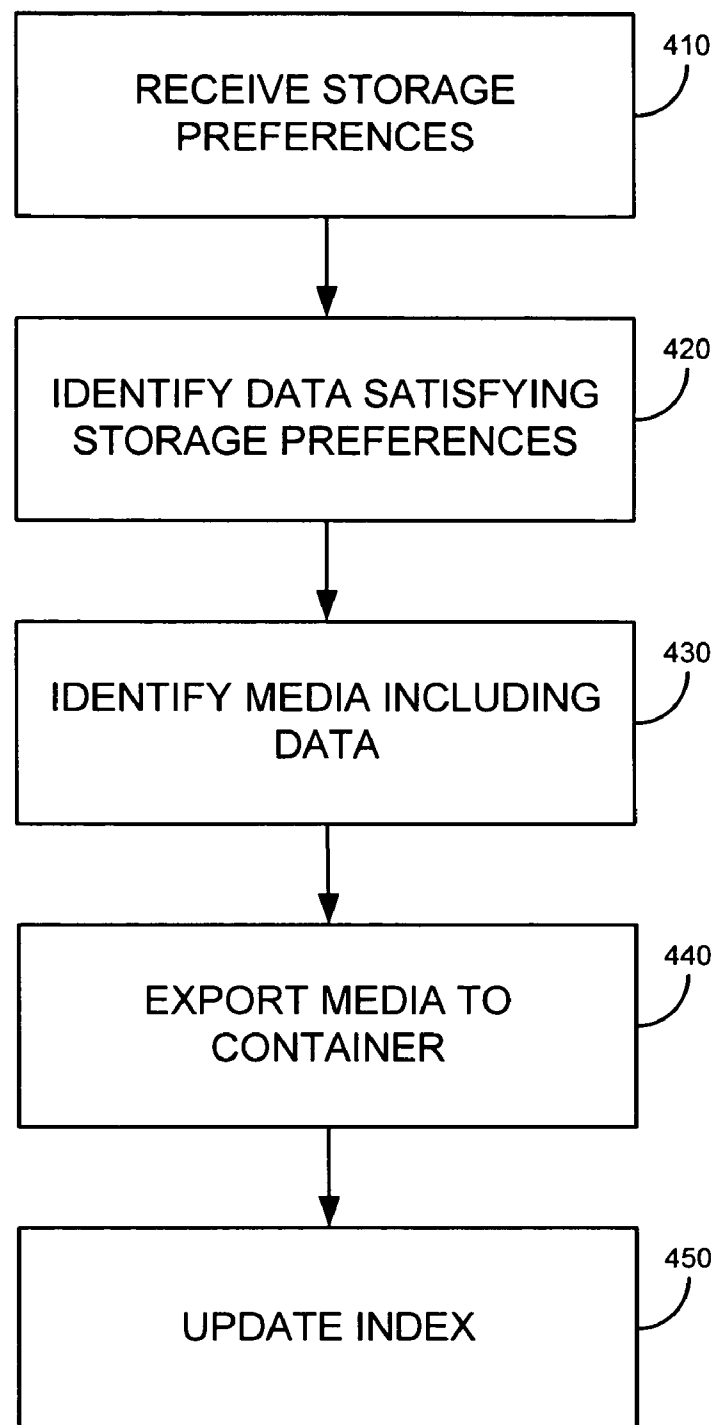 410
RECEIVE STORAGE
PREFERENCES
420
IDENTIFY DATA SATISFYING
STORAGE PREFERENCES
430
IDENTIFY MEDIA INCLUDING
DATA
440
EXPORT MEDIA TO
CONTAINER
450
UPDATE INDEX